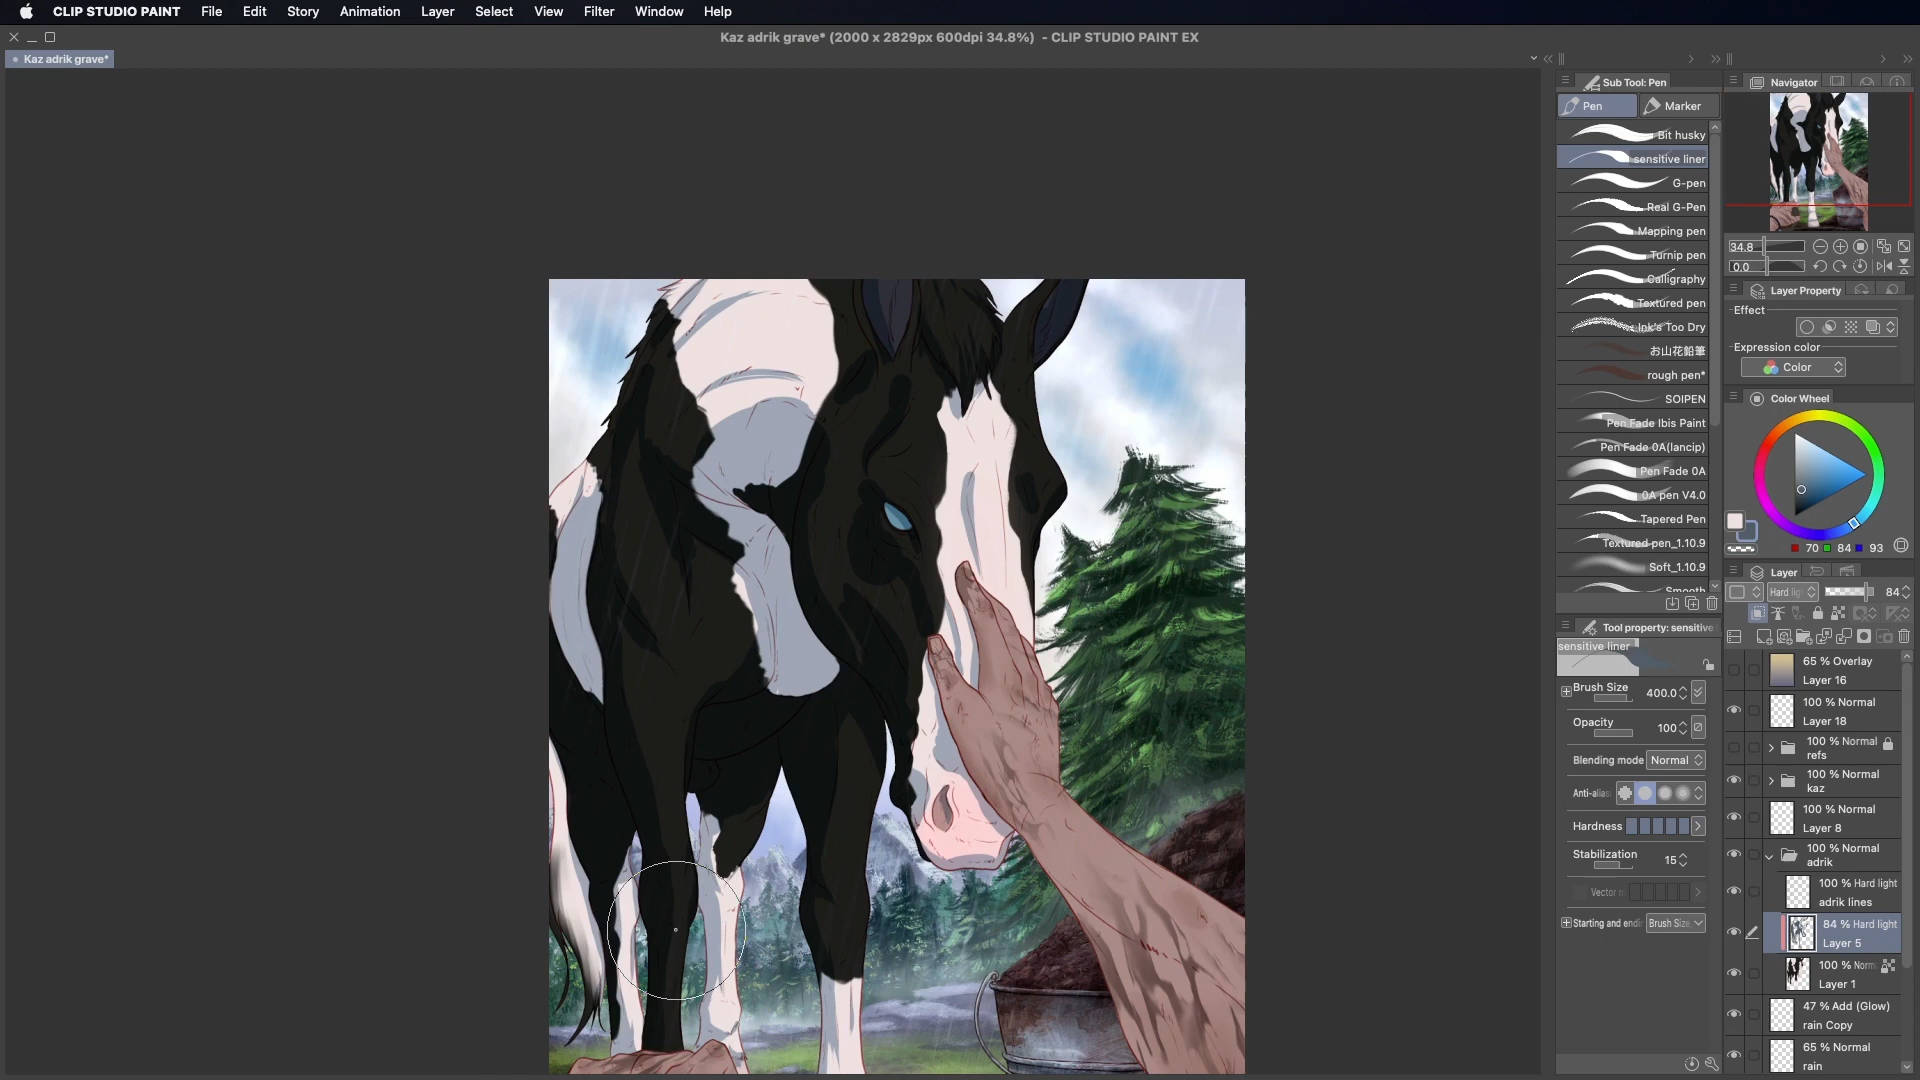 CLIP STUDIO PAINT File Edit Story Animation Layer Select View Filter Window Help
Kaz adrik grave* (2000 x 2829px 600dpi 34.8%) - CLIP STUDIO PAINT EX
Kaz adrik grave*
Sub Tool: Pen
Pen Marker
Bit husky
sensitive liner
G-pen
Real G-Pen
Mapping pen
Turnip pen
Calligraphy
Textured pen
Ink's Too Dry
お山花鉛筆
rough pen*
SOIPEN
Pen Fade Ibis Paint
Pen Fade 0A(lancip)
Pen Fade 0A
0A pen V4.0
Tapered Pen
Textured pen_1.10.9
Soft_1.10.9
Smooth
Tool property: sensitive
sensitive liner
Brush Size 400.0
Opacity 100
Blending mode Normal
Anti-alias
Hardness
Stabilization 15
Vector
Starting and endi Brush Size
Navigator
34.8
0.0
Layer Property
Effect
Expression color
Color
Color Wheel
70 84 93
Layer
Hard lig 84
65 % Overlay
Layer 16
100 % Normal
Layer 18
100 % Normal
refs
100 % Normal
kaz
100 % Normal
Layer 8
100 % Normal
adrik
100 % Hard light
adrik lines
84 % Hard light
Layer 5
100 % Norm
Layer 1
47 % Add (Glow)
rain Copy
65 % Normal
rain